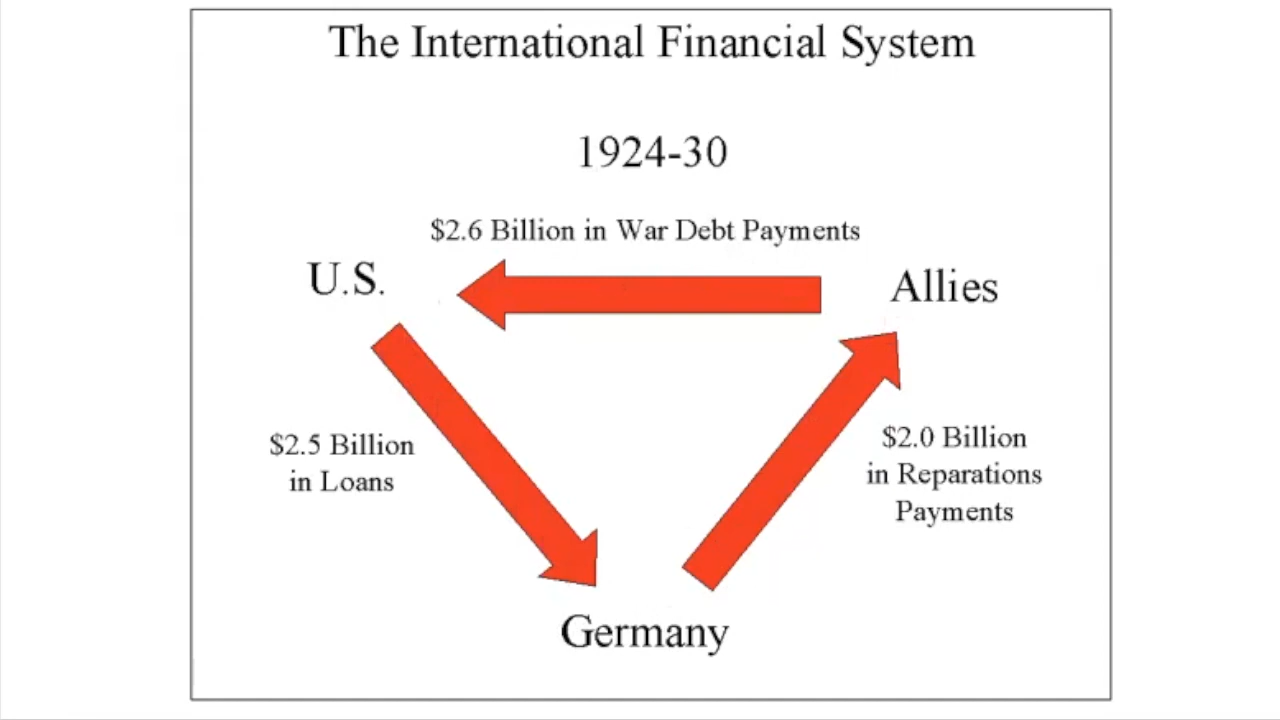 The International Financial System
1924-30
$2.6 Billion in War Debt Payments
U.S.
Allies
$2.5 Billion
in Loans
$2.0 Billion
in Reparations
Payments
Germany